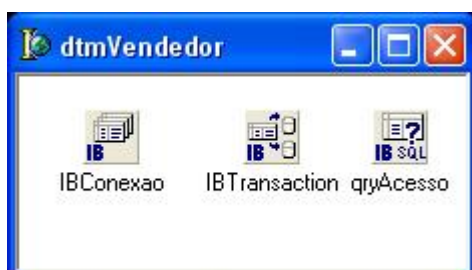 dtmVendedor
IB
IB
IB SQL
IBConexao
IBTransaction
qryAcesso